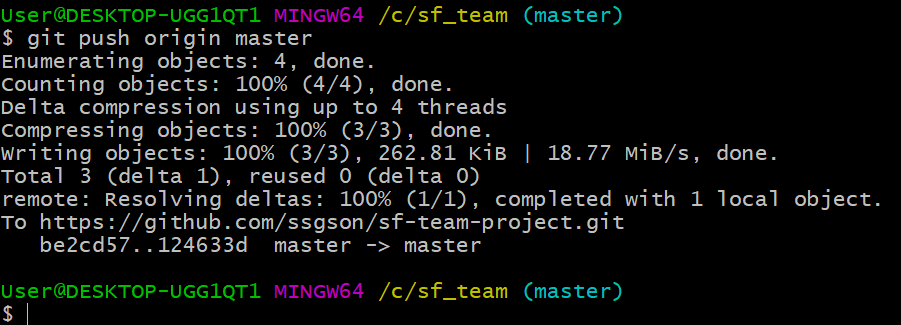 User@DESKTOP-UGG1QT1 MINGW64 /c/sf_team (master)
$ git push origin master
Enumerating objects: 4, done.
Counting objects: 100% (4/4), done.
Delta compression using up to 4 threads
Compressing objects: 100% (3/3), done.
Writing objects: 100% (3/3), 262.81 KiB | 18.77 MiB/s, done.
Total 3 (delta 1), reused 0 (delta 0)
remote: Resolving deltas: 100% (1/1), completed with 1 local object.
To https://github.com/ssgson/sf-team-project.git
   be2cd57..124633d  master -> master

User@DESKTOP-UGG1QT1 MINGW64 /c/sf_team (master)
$